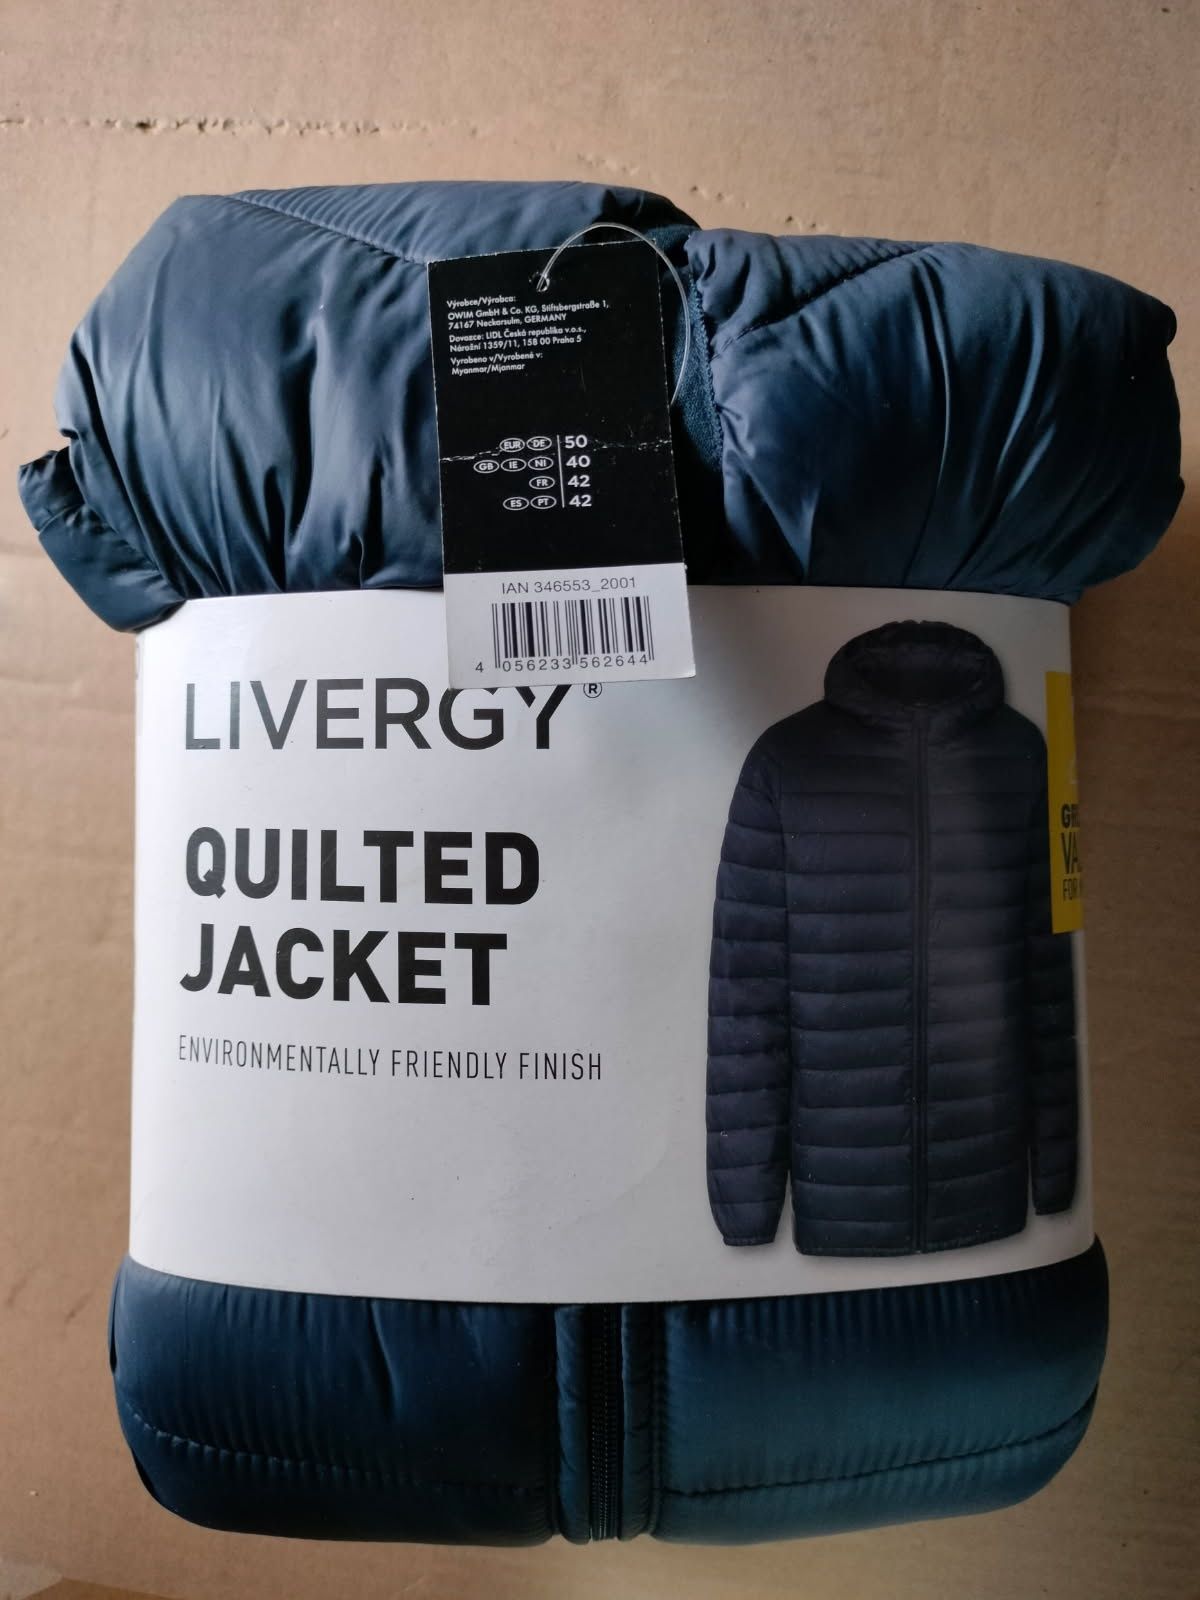 Výrobce/Výrobca:
OWIM GmbH & Co. KG, Stiftsbergstraße 1,
74167 Neckarsulm, GERMANY
Dovozce: LIDL Česká republika v.o.s.,
Nárožní 1359/11, 158 00 Praha 5
Vyrobeno v/Vyrobené v:
Myanmar/Mjanmar
EUR DE 50
GB IE NI 40
FR 42
ES PT 42
IAN 346553_2001
4 056233 562644
LIVERGY®
QUILTED
JACKET
ENVIRONMENTALLY FRIENDLY FINISH
FOR